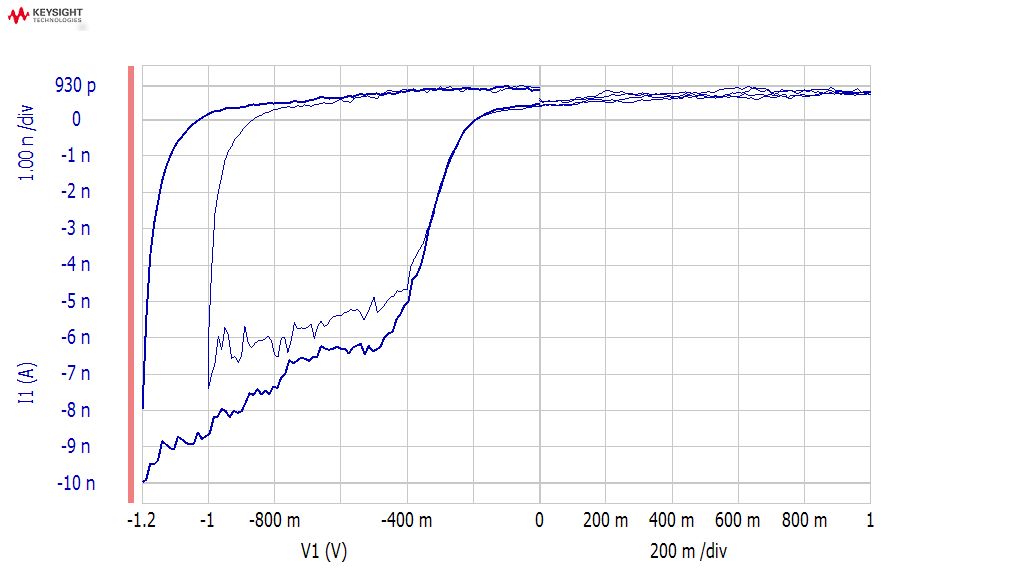 KEYSIGHT
TECHNOLOGIES
930 p
0
-1 n
-2 n
-3 n
-4 n
-5 n
-6 n
-7 n
-8 n
-9 n
-10 n
1.00 n /div
I1 (A)
-1.2 -1 -800 m -400 m 0 200 m 400 m 600 m 800 m 1
V1 (V) 200 m /div